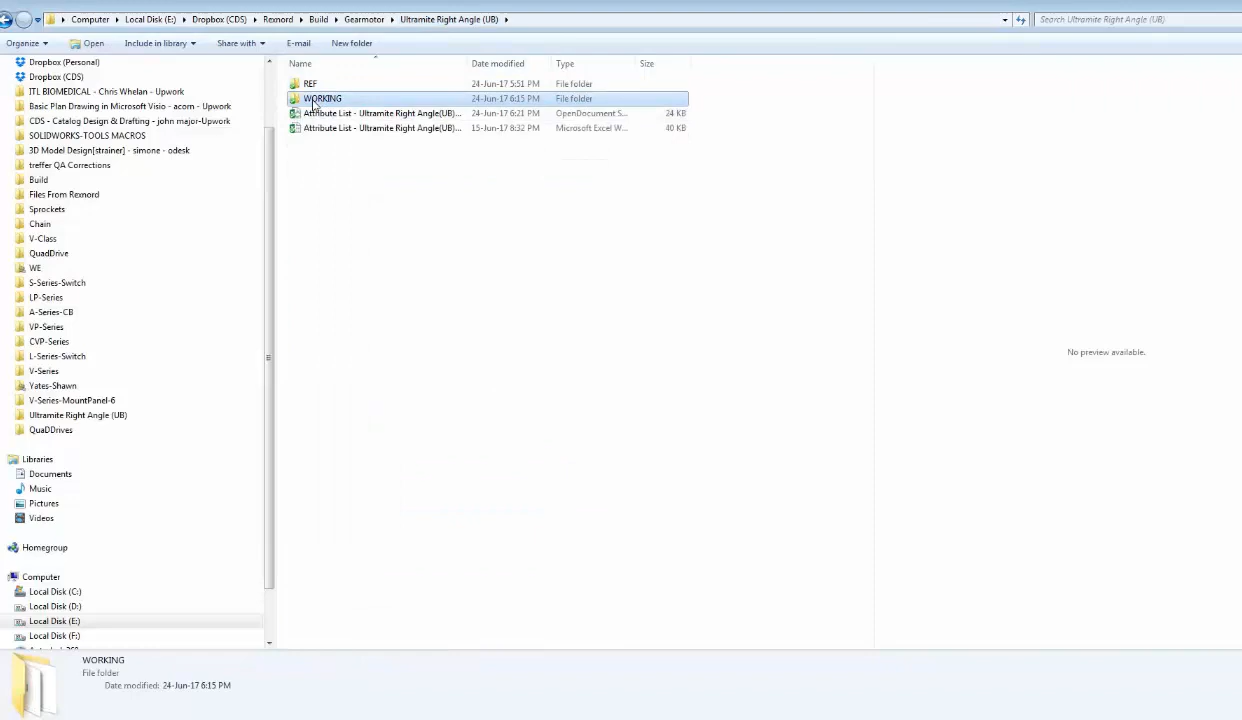 Computer ▸ Local Disk (E:) ▸ Dropbox (CDS) ▸ Rexnord ▸ Build ▸ Gearmotor ▸ Ultramite Right Angle (UB) ▸
Search Ultramite Right Angle (UB)
Organize Open Include in library Share with E-mail New folder
Name Date modified Type Size
Dropbox (Personal)
Dropbox (CDS)
ITL BIOMEDICAL - Chris Whelan - Upwork
Basic Plan Drawing in Microsoft Visio - acorn - Upwork
CDS - Catalog Design & Drafting - john major-Upwork
SOLIDWORKS-TOOLS MACROS
3D Model Design[strainer] - simone - odesk
treffer QA Corrections
Build
Files From Rexnord
Sprockets
Chain
V-Class
QuadDrive
WE
S-Series-Switch
LP-Series
A-Series-CB
VP-Series
CVP-Series
L-Series-Switch
V-Series
Yates-Shawn
V-Series-MountPanel-6
Ultramite Right Angle (UB)
QuaDDrives
Libraries
Documents
Music
Pictures
Videos
Homegroup
Computer
Local Disk (C:)
Local Disk (D:)
Local Disk (E:)
Local Disk (F:)
REF 24-Jun-17 5:51 PM File folder
WORKING 24-Jun-17 6:15 PM File folder
Attribute List - Ultramite Right Angle(UB)... 24-Jun-17 6:21 PM OpenDocument S... 24 KB
Attribute List - Ultramite Right Angle(UB)... 15-Jun-17 8:32 PM Microsoft Excel W... 40 KB
No preview available.
WORKING
File folder
Date modified: 24-Jun-17 6:15 PM